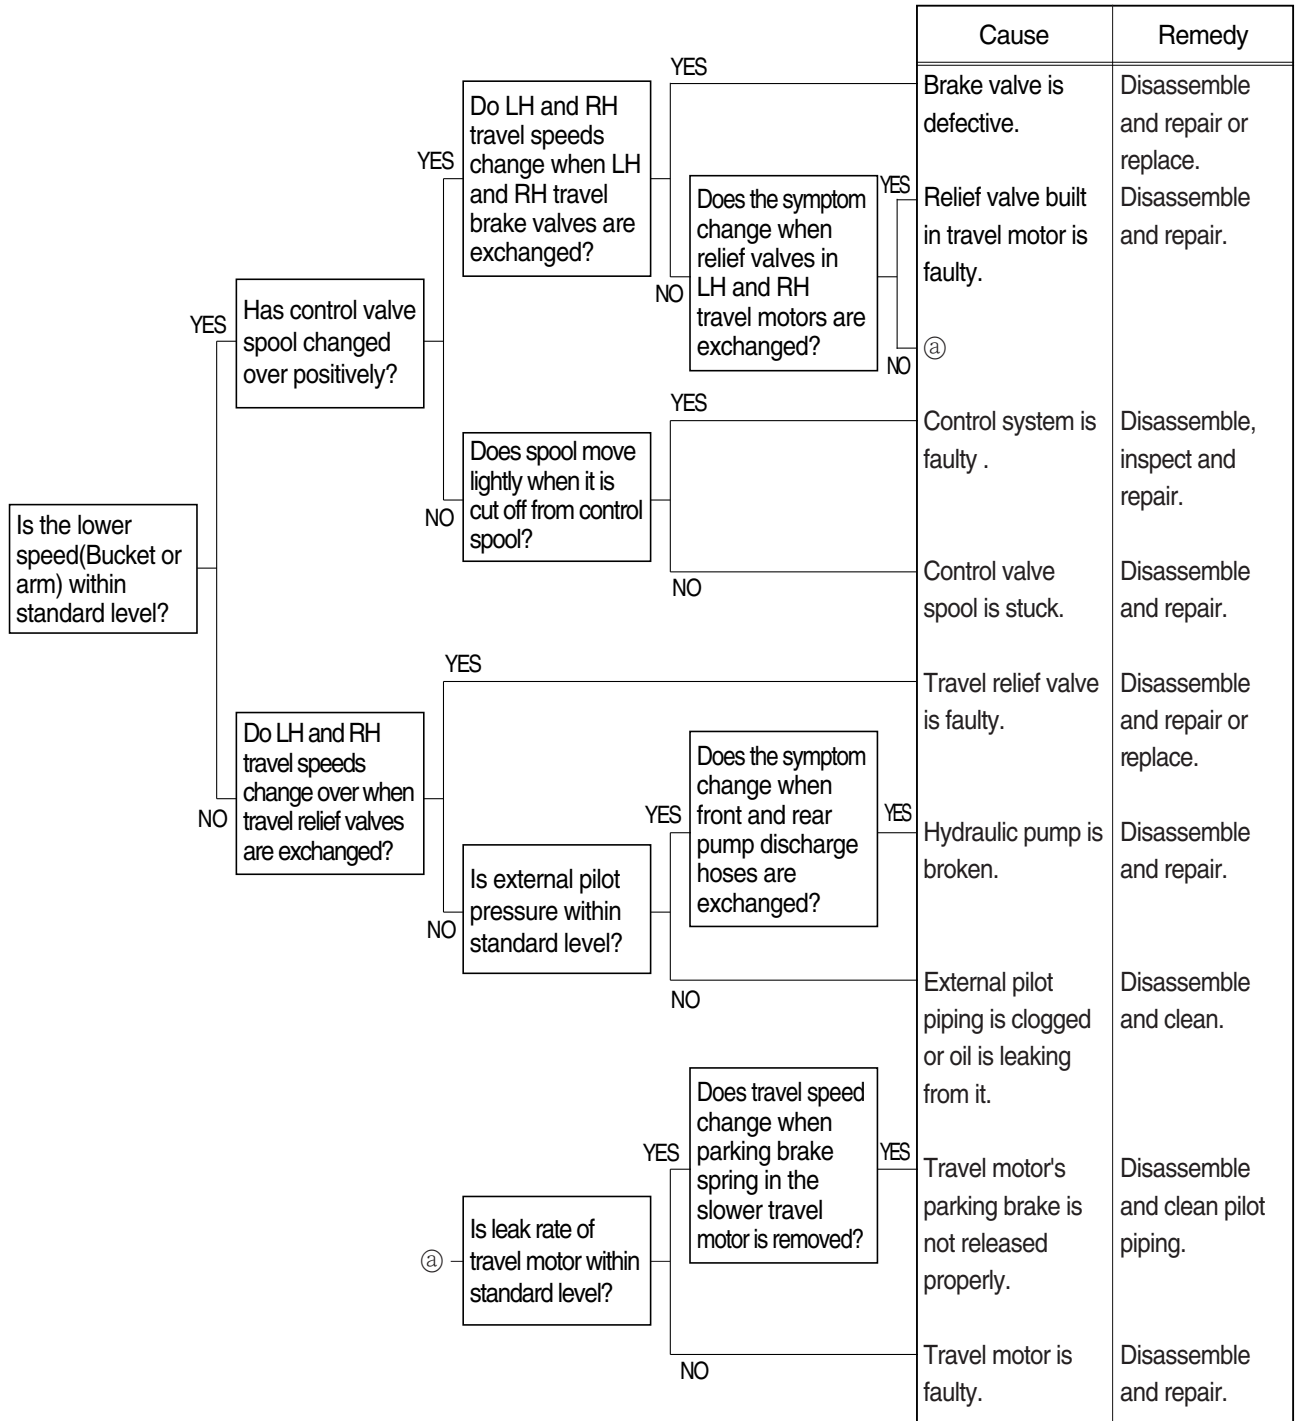 Cause
Remedy
YES
Do LH and RH
travel speeds
change when LH
and RH travel
brake valves are
exchanged?
YES
Brake valve is
defective.
Disassemble
and repair or
replace.
Does the symptom
change when
relief valves in
LH and RH
travel motors are
exchanged?
NO
YES
Relief valve built
in travel motor is
faulty.
Disassemble
and repair.
NO
ⓐ
YES
Has control valve
spool changed
over positively?
NO
Does spool move
lightly when it is
cut off from control
spool?
YES
Control system is
faulty .
Disassemble,
inspect and
repair.
NO
Control valve
spool is stuck.
Disassemble
and repair.
Is the lower
speed(Bucket or
arm) within
standard level?
NO
Do LH and RH
travel speeds
change over when
travel relief valves
are exchanged?
YES
Travel relief valve
is faulty.
Disassemble
and repair or
replace.
NO
Is external pilot
pressure within
standard level?
YES
Does the symptom
change when
front and rear
pump discharge
hoses are
exchanged?
YES
Hydraulic pump is
broken.
Disassemble
and repair.
NO
External pilot
piping is clogged
or oil is leaking
from it.
Disassemble
and clean.
ⓐ
Is leak rate of
travel motor within
standard level?
YES
Does travel speed
change when
parking brake
spring in the
slower travel
motor is removed?
YES
Travel motor's
parking brake is
not released
properly.
Disassemble
and clean pilot
piping.
NO
Travel motor is
faulty.
Disassemble
and repair.